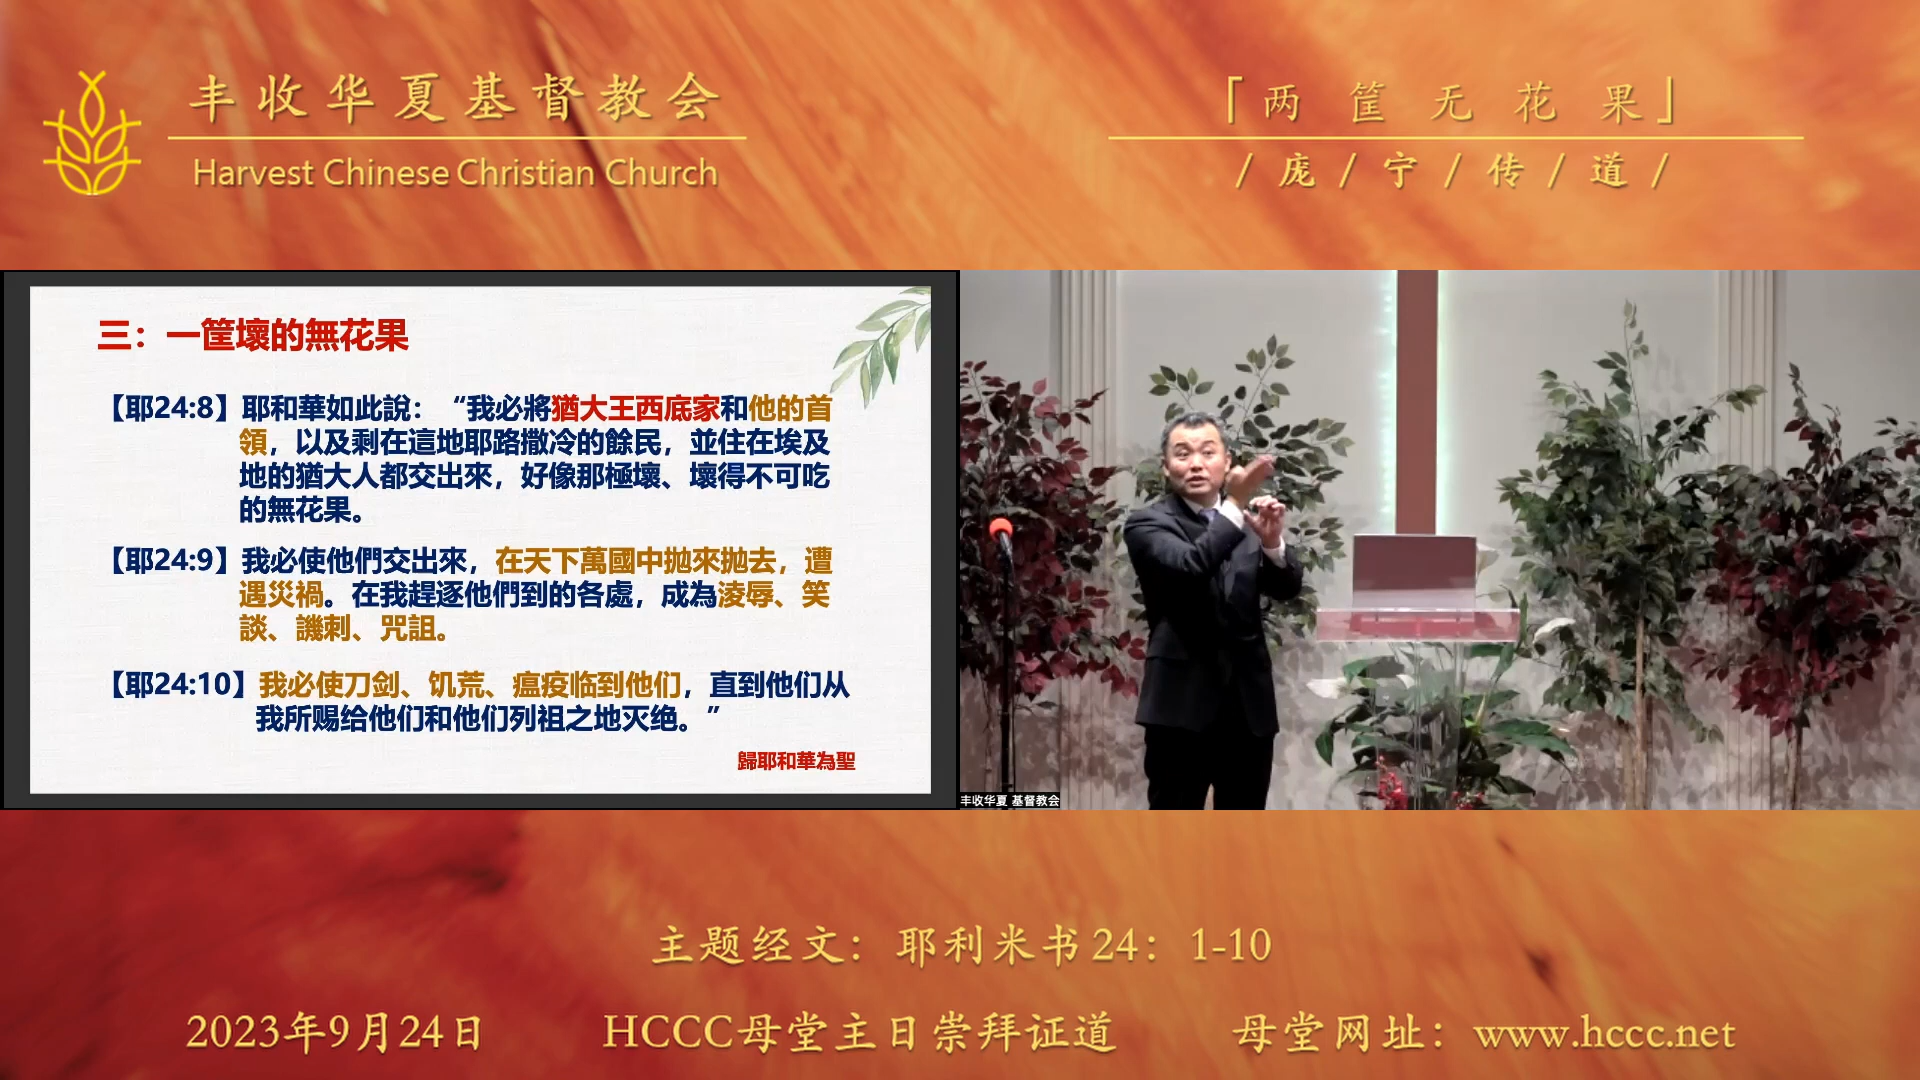 丰收华夏基督教会
Harvest Chinese Christian Church
「两筐无花果」
/ 庞 / 宁 / 传 / 道 /
三：一筐壞的無花果
【耶24:8】耶和華如此說：“我必將猶大王西底家和他的首
領，以及剩在這地耶路撒冷的餘民，並住在埃及
地的猶大人都交出來，好像那極壞、壞得不可吃
的無花果。
【耶24:9】我必使他們交出來，在天下萬國中拋來拋去，遭
遇災禍。在我趕逐他們到的各處，成為淩辱、笑
談、譏刺、咒詛。
【耶24:10】我必使刀剑、饥荒、瘟疫临到他们，直到他们从
我所赐给他们和他们列祖之地灭绝。”
歸耶和華為聖
丰收华夏 基督教会
主题经文：耶利米书 24：1-10
2023年9月24日
HCCC母堂主日崇拜证道
母堂网址：www.hccc.net